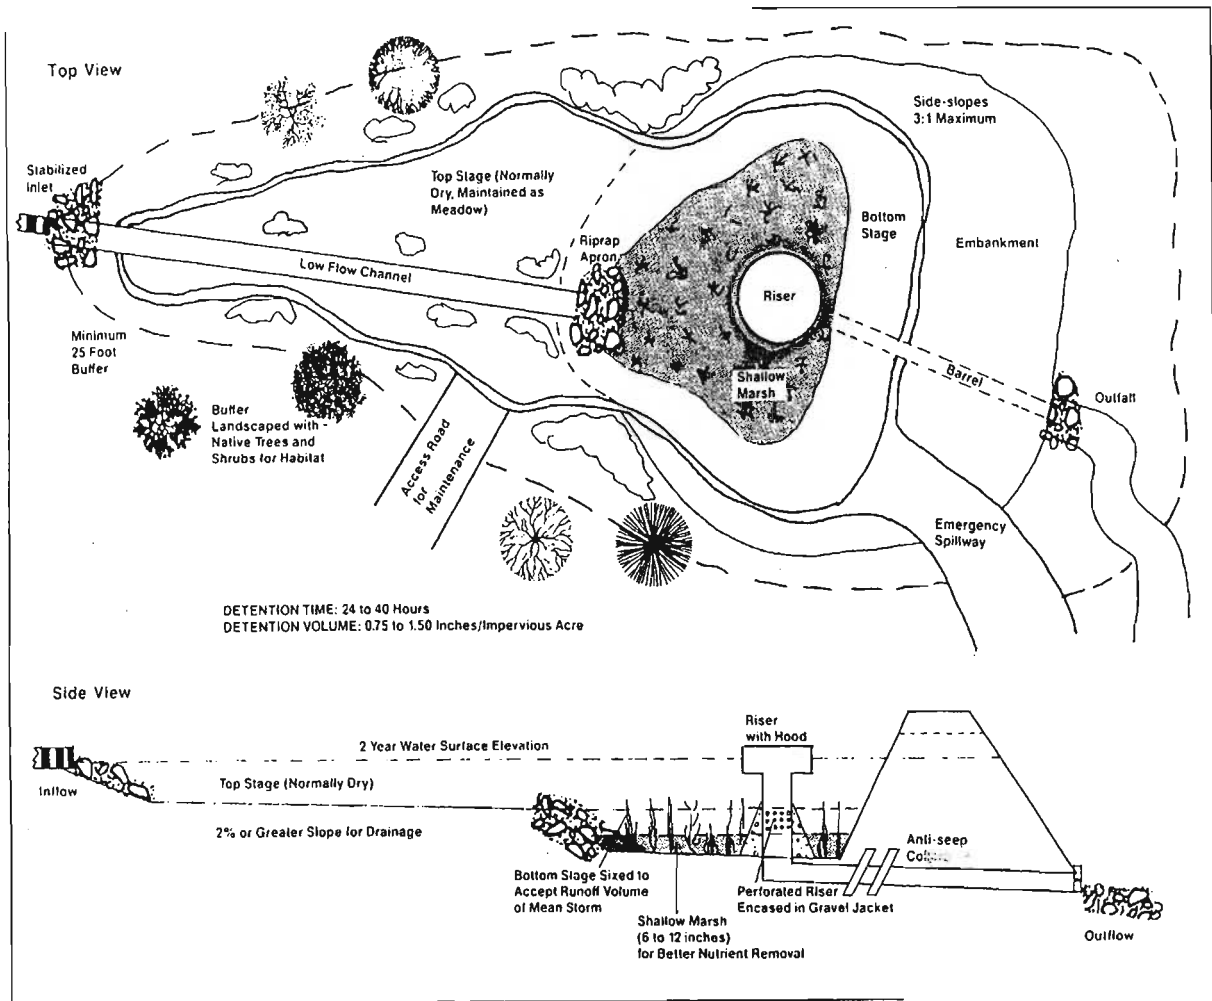 Top View
Stabilized
Inlet
Top Stage (Normally
Dry, Maintained as
Meadow)
Side-slopes
3:1 Maximum
Low Flow Channel
Riprap
Apron
Riser
Bottom
Stage
Embankment
Minimum
25 Foot
Buffer
Shallow
Marsh
Barrel
Outfall
Buffer
Landscaped with
Native Trees and
Shrubs for Habitat
Access Road
for
Maintenance
Emergency
Spillway
DETENTION TIME: 24 to 40 Hours
DETENTION VOLUME: 0.75 to 1.50 Inches/Impervious Acre
Side View
Riser
with Hood
2 Year Water Surface Elevation
Inflow
Top Stage (Normally Dry)
2% or Greater Slope for Drainage
Anti-seep
Bottom Stage Sized to
Accept Runoff Volume
of Mean Storm
Perforated Riser
Encased in Gravel Jacket
Shallow Marsh
(6 to 12 inches)
for Better Nutrient Removal
Outflow